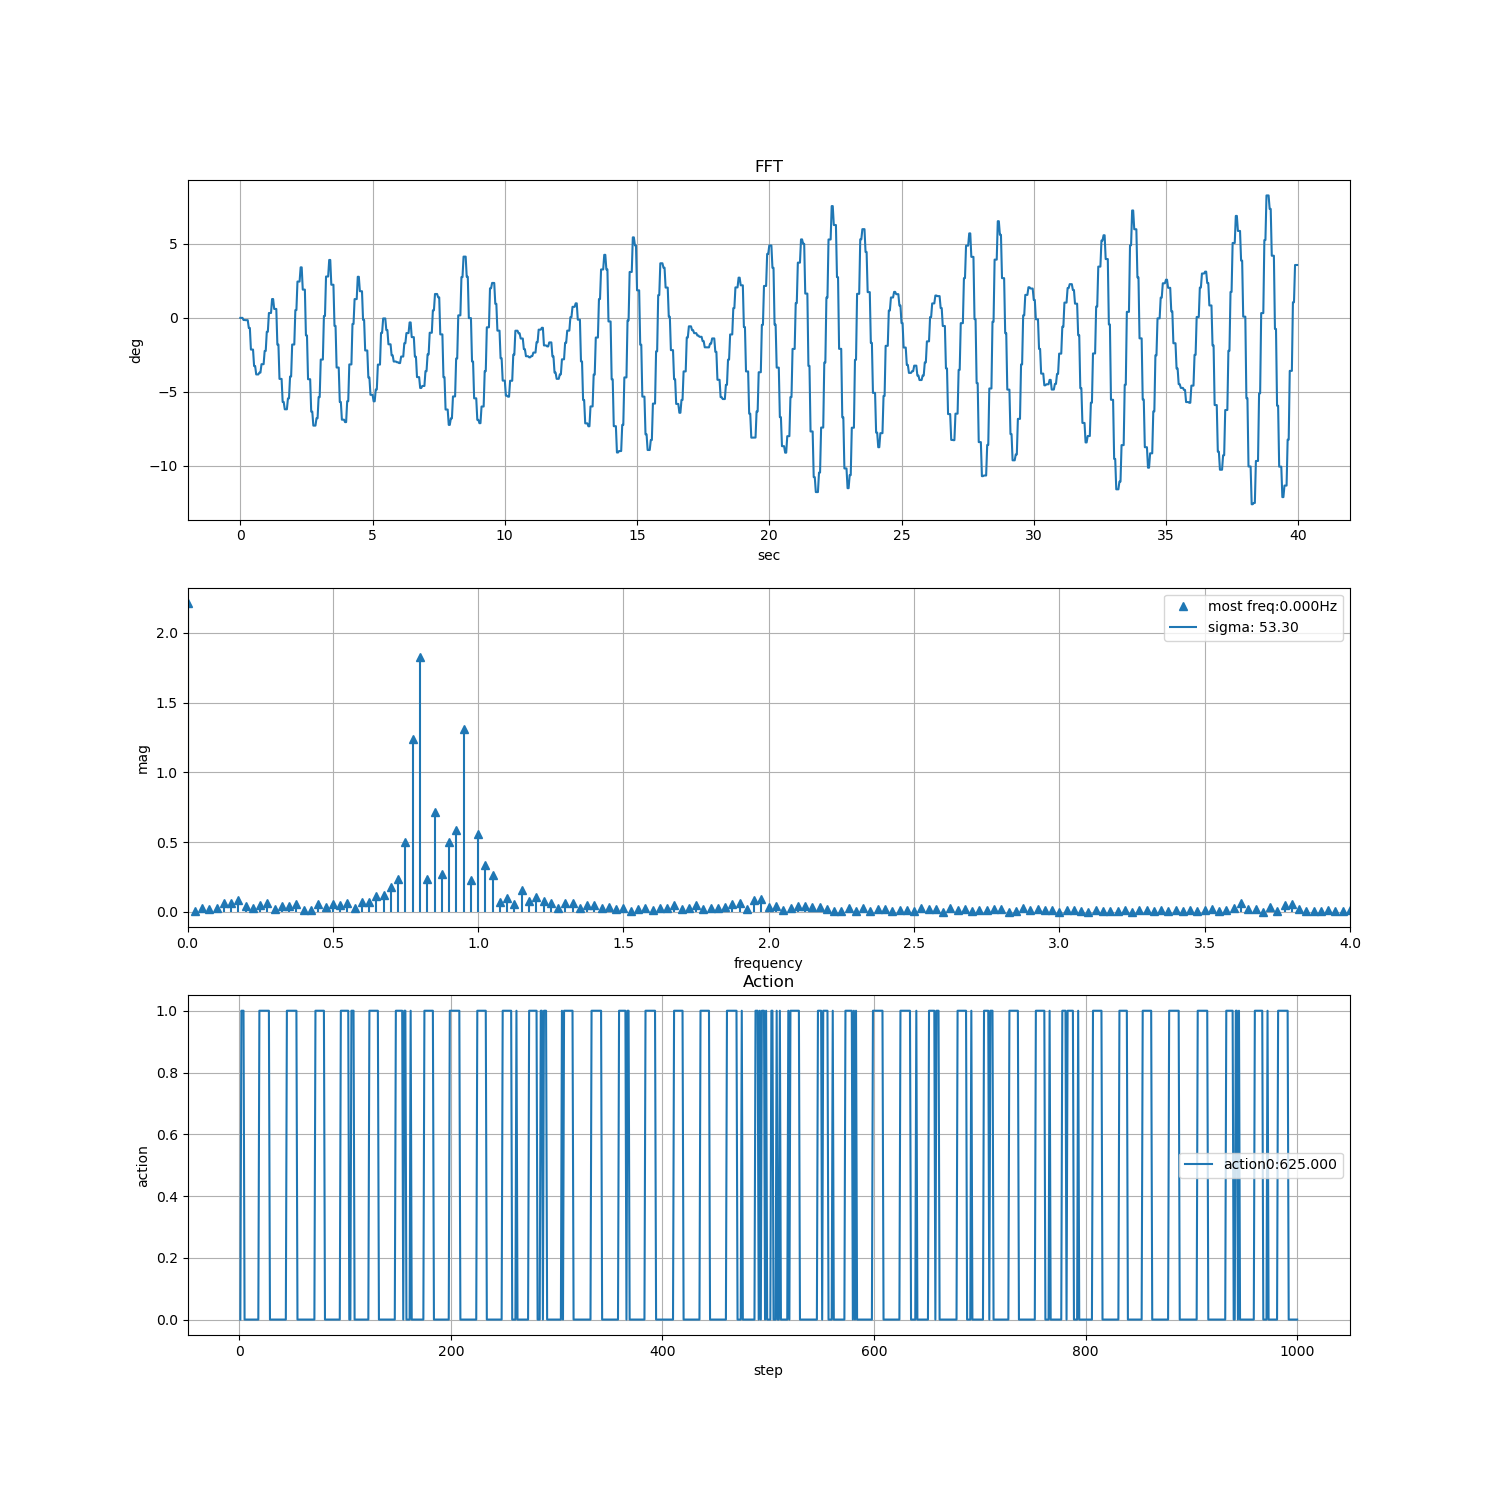 FFT
5
0
−5
−10
deg
0 5 10 15 20 25 30 35 40
sec
most freq:0.000Hz
sigma: 53.30
2.0
1.5
1.0
0.5
0.0
mag
0.0 0.5 1.0 1.5 2.0 2.5 3.0 3.5 4.0
frequency
Action
1.0
0.8
0.6
0.4
0.2
0.0
action
action0:625.000
0 200 400 600 800 1000
step